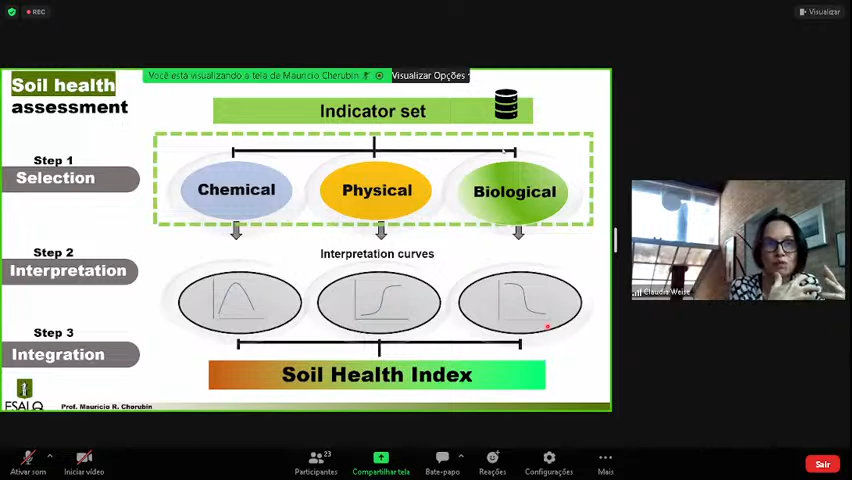 REC
Visualizar
Você está visualizando a tela de Mauricio Cherubin
Visualizar Opções
Soil health
assessment
Indicator set
Step 1
Selection
Chemical
Physical
Biological
Step 2
Interpretation
Interpretation curves
Step 3
Integration
Soil Health Index
ESALQ
Prof. Mauricio R. Cherubin
Claudia Weise
23
Ativar som
Iniciar vídeo
Participantes
Compartilhar tela
Bate-papo
Reações
Configurações
Mais
Sair